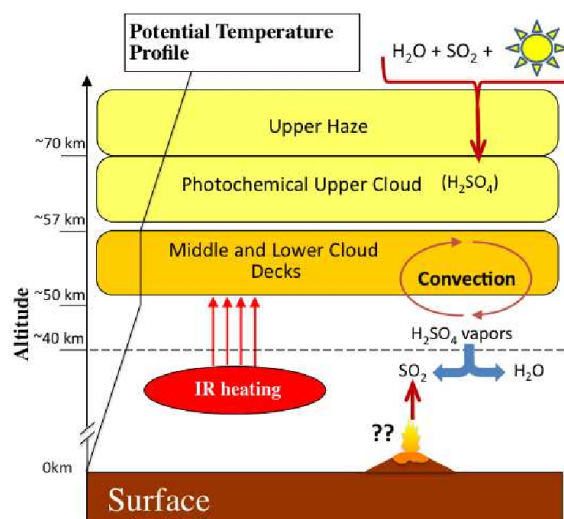 Potential Temperature
Profile
H₂O + SO₂ +
Upper Haze
~70 km
Photochemical Upper Cloud (H₂SO₄)
~57 km
Middle and Lower Cloud
Decks
Convection
~50 km
H₂SO₄ vapors
~40 km
Altitude
SO₂
H₂O
IR heating
??
0km
Surface